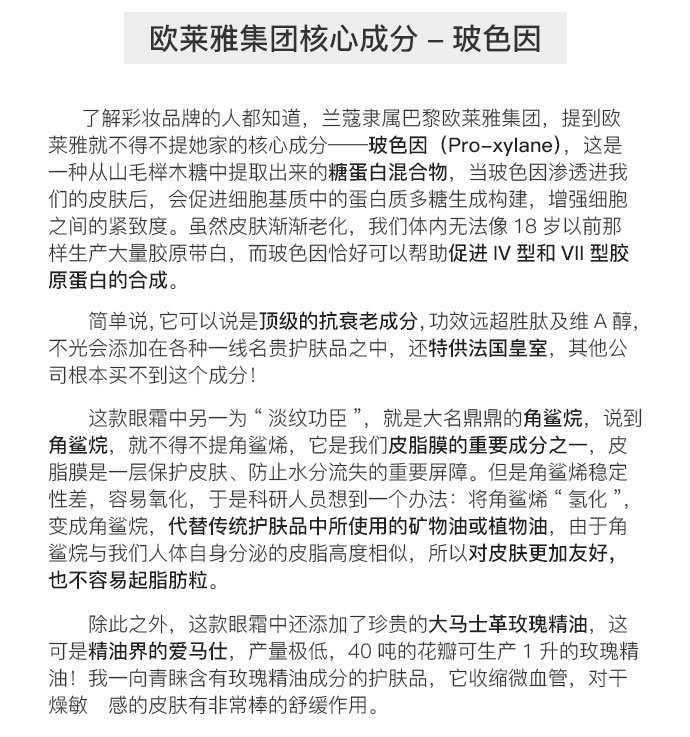 欧莱雅集团核心成分 – 玻色因
了解彩妆品牌的人都知道，兰蔻隶属巴黎欧莱雅集团，提到欧
莱雅就不得不提她家的核心成分——玻色因（Pro-xylane），这是
一种从山毛榉木糖中提取出来的糖蛋白混合物，当玻色因渗透进我
们的皮肤后，会促进细胞基质中的蛋白质多糖生成构建，增强细胞
之间的紧致度。虽然皮肤渐渐老化，我们体内无法像 18 岁以前那
样生产大量胶原带白，而玻色因恰好可以帮助促进 IV 型和 VII 型胶
原蛋白的合成。
简单说，它可以说是顶级的抗衰老成分，功效远超胜肽及维 A 醇，
不光会添加在各种一线名贵护肤品之中，还特供法国皇室，其他公
司根本买不到这个成分！
这款眼霜中另一为 “ 淡纹功臣 ”，就是大名鼎鼎的角鲨烷，说到
角鲨烷，就不得不提角鲨烯，它是我们皮脂膜的重要成分之一，皮
脂膜是一层保护皮肤、防止水分流失的重要屏障。但是角鲨烯稳定
性差，容易氧化，于是科研人员想到一个办法：将角鲨烯 “ 氢化 ”，
变成角鲨烷，代替传统护肤品中所使用的矿物油或植物油，由于角
鲨烷与我们人体自身分泌的皮脂高度相似，所以对皮肤更加友好，
也不容易起脂肪粒。
除此之外，这款眼霜中还添加了珍贵的大马士革玫瑰精油，这
可是精油界的爱马仕，产量极低，40 吨的花瓣可生产 1 升的玫瑰精
油！我一向青睐含有玫瑰精油成分的护肤品，它收缩微血管，对干
燥敏　感的皮肤有非常棒的舒缓作用。